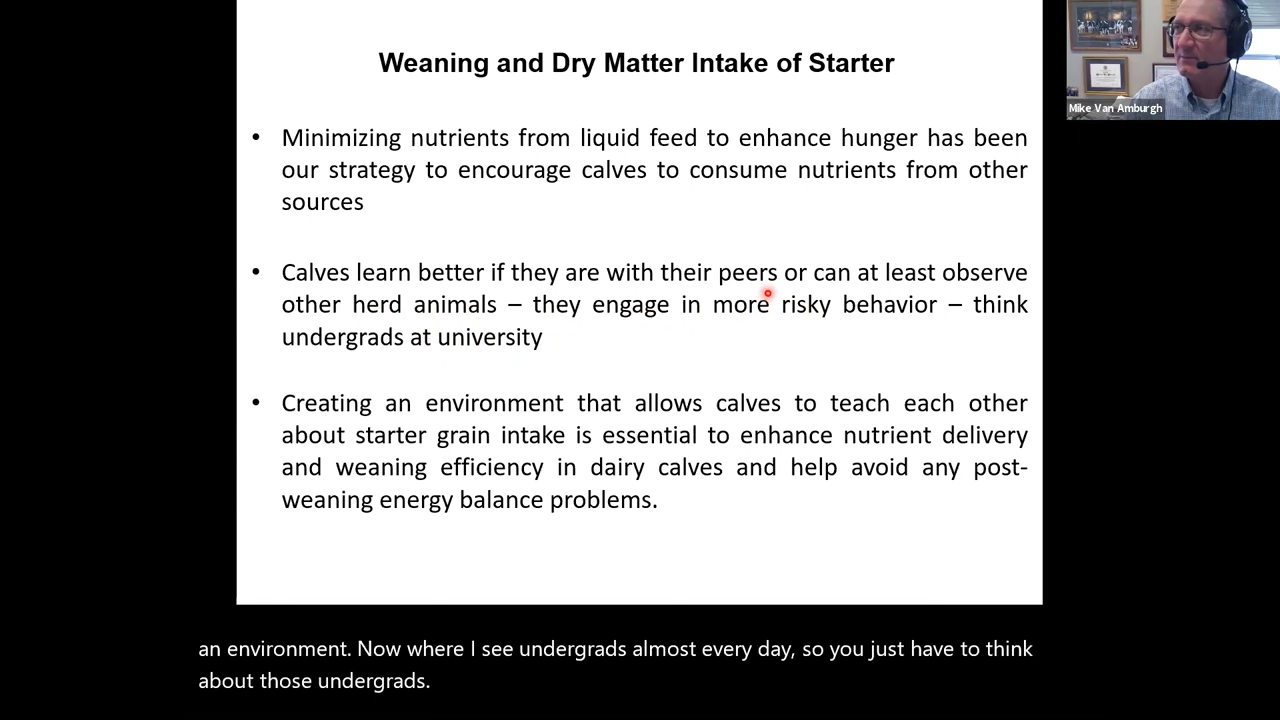 Weaning and Dry Matter Intake of Starter
Mike Van Amburgh
• Minimizing nutrients from liquid feed to enhance hunger has been
our strategy to encourage calves to consume nutrients from other
sources
• Calves learn better if they are with their peers or can at least observe
other herd animals – they engage in more risky behavior – think
undergrads at university
• Creating an environment that allows calves to teach each other
about starter grain intake is essential to enhance nutrient delivery
and weaning efficiency in dairy calves and help avoid any post-
weaning energy balance problems.
an environment. Now where I see undergrads almost every day, so you just have to think
about those undergrads.